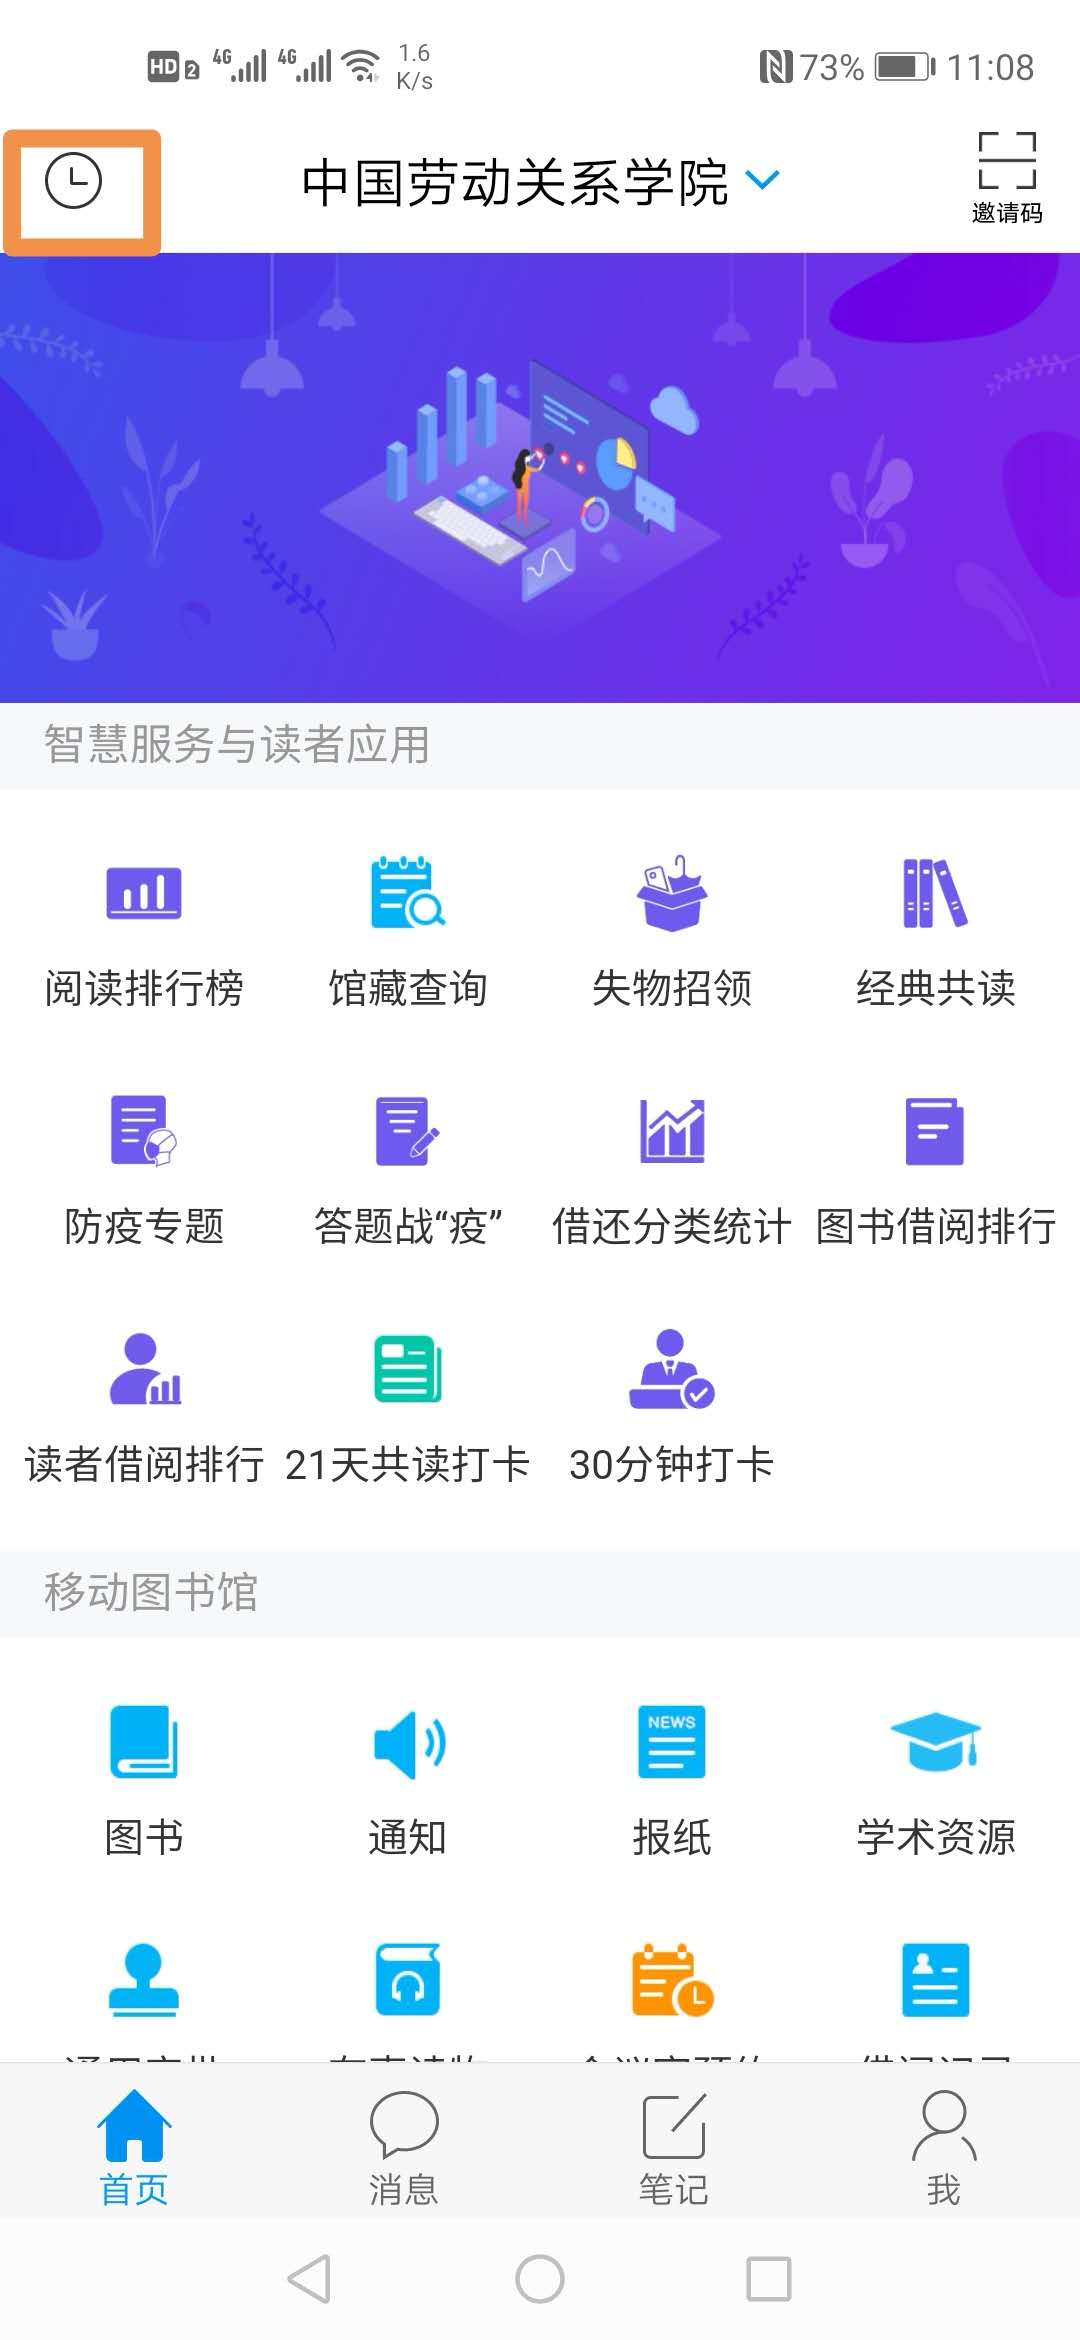 HD 2 4G 4G 1.6 K/s 73% 11:08
中国劳动关系学院
邀请码
智慧服务与读者应用
阅读排行榜 馆藏查询 失物招领 经典共读
防疫专题 答题战“疫” 借还分类统计 图书借阅排行
读者借阅排行 21天共读打卡 30分钟打卡
移动图书馆
NEWS
图书 通知 报纸 学术资源
首页 消息 笔记 我